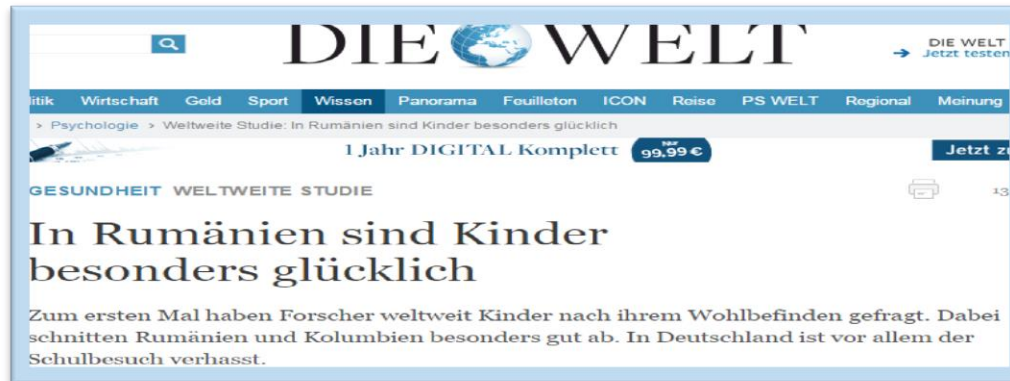 DIE WELT
DIE WELT
→ Jetzt testen
itik Wirtschaft Geld Sport Wissen Panorama Feuilleton ICON Reise PS WELT Regional Meinung
> Psychologie > Weltweite Studie: In Rumänien sind Kinder besonders glücklich
1 Jahr DIGITAL Komplett Nur 99,99 € Jetzt zu
GESUNDHEIT WELTWEITE STUDIE
13
In Rumänien sind Kinder
besonders glücklich
Zum ersten Mal haben Forscher weltweit Kinder nach ihrem Wohlbefinden gefragt. Dabei
schnitten Rumänien und Kolumbien besonders gut ab. In Deutschland ist vor allem der
Schulbesuch verhasst.